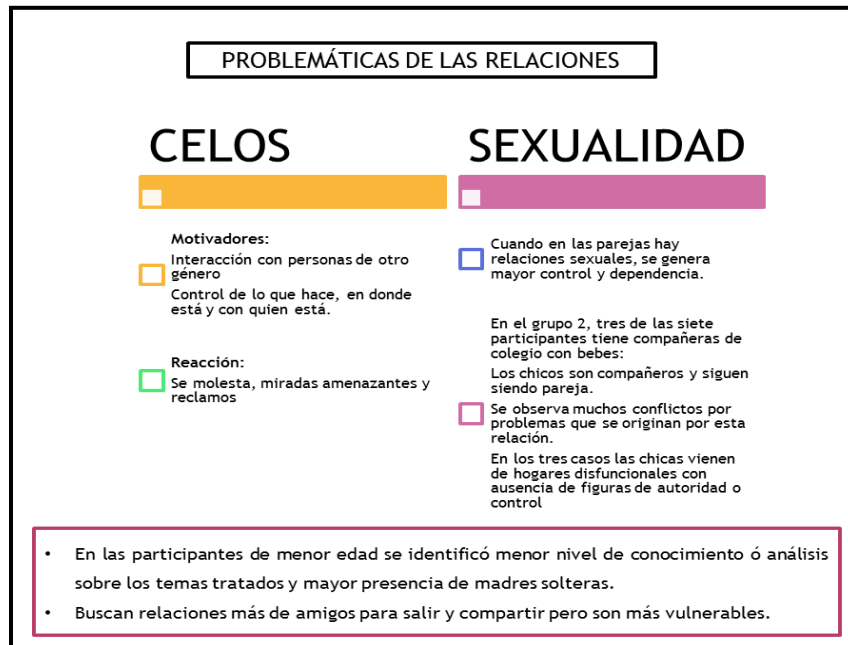 PROBLEMÁTICAS DE LAS RELACIONES
CELOS
Motivadores:
Interacción con personas de otro
género
Control de lo que hace, en donde
está y con quien está.
Reacción:
Se molesta, miradas amenazantes y
reclamos
SEXUALIDAD
Cuando en las parejas hay
relaciones sexuales, se genera
mayor control y dependencia.
En el grupo 2, tres de las siete
participantes tiene compañeras de
colegio con bebes:
Los chicos son compañeros y siguen
siendo pareja.
Se observa muchos conflictos por
problemas que se originan por esta
relación.
En los tres casos las chicas vienen
de hogares disfuncionales con
ausencia de figuras de autoridad o
control
• En las participantes de menor edad se identificó menor nivel de conocimiento ó análisis
sobre los temas tratados y mayor presencia de madres solteras.
• Buscan relaciones más de amigos para salir y compartir pero son más vulnerables.